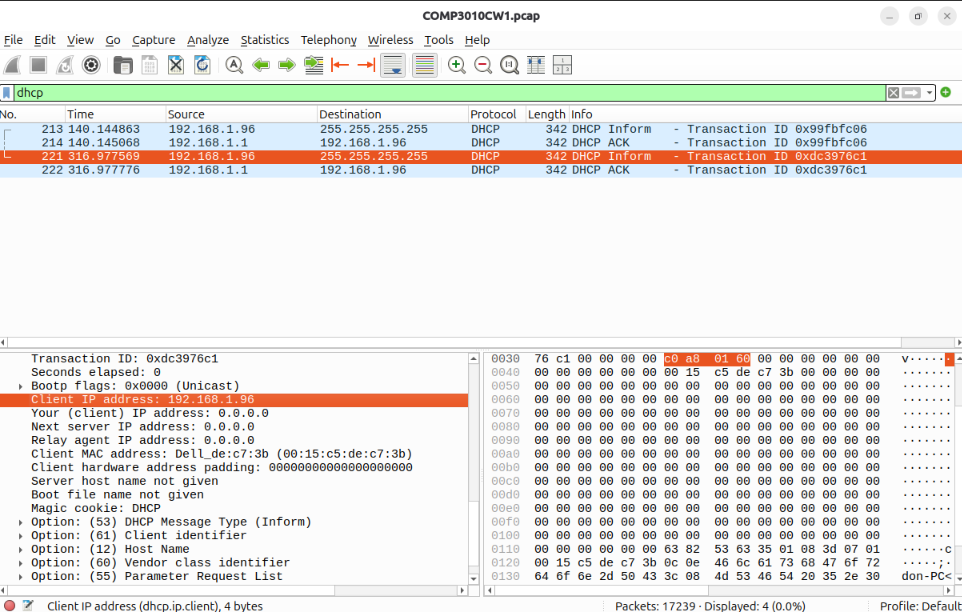 COMP3010CW1.pcap
File Edit View Go Capture Analyze Statistics Telephony Wireless Tools Help
dhcp
No. Time Source Destination Protocol Length Info
213 140.144863 192.168.1.96 255.255.255.255 DHCP 342 DHCP Inform - Transaction ID 0x99fbfc06
214 140.145068 192.168.1.1 192.168.1.96 DHCP 342 DHCP ACK - Transaction ID 0x99fbfc06
221 316.977569 192.168.1.96 255.255.255.255 DHCP 342 DHCP Inform - Transaction ID 0xdc3976c1
222 316.977776 192.168.1.1 192.168.1.96 DHCP 342 DHCP ACK - Transaction ID 0xdc3976c1
Transaction ID: 0xdc3976c1
Seconds elapsed: 0
Bootp flags: 0x0000 (Unicast)
Client IP address: 192.168.1.96
Your (client) IP address: 0.0.0.0
Next server IP address: 0.0.0.0
Relay agent IP address: 0.0.0.0
Client MAC address: Dell_de:c7:3b (00:15:c5:de:c7:3b)
Client hardware address padding: 00000000000000000000
Server host name not given
Boot file name not given
Magic cookie: DHCP
Option: (53) DHCP Message Type (Inform)
Option: (61) Client identifier
Option: (12) Host Name
Option: (60) Vendor class identifier
Option: (55) Parameter Request List
0030 76 c1 00 00 00 00 c0 a8 01 60 00 00 00 00 00 00 v·····
0040 00 00 00 00 00 00 00 15 c5 de c7 3b 00 00 00 00 ·······
0050 00 00 00 00 00 00 00 00 00 00 00 00 00 00 00 00 ·······
0060 00 00 00 00 00 00 00 00 00 00 00 00 00 00 00 00 ·······
0070 00 00 00 00 00 00 00 00 00 00 00 00 00 00 00 00 ·······
0080 00 00 00 00 00 00 00 00 00 00 00 00 00 00 00 00 ·······
0090 00 00 00 00 00 00 00 00 00 00 00 00 00 00 00 00 ·······
00a0 00 00 00 00 00 00 00 00 00 00 00 00 00 00 00 00 ·······
00b0 00 00 00 00 00 00 00 00 00 00 00 00 00 00 00 00 ·······
00c0 00 00 00 00 00 00 00 00 00 00 00 00 00 00 00 00 ·······
00d0 00 00 00 00 00 00 00 00 00 00 00 00 00 00 00 00 ·······
00e0 00 00 00 00 00 00 00 00 00 00 00 00 00 00 00 00 ·······
00f0 00 00 00 00 00 00 00 00 00 00 00 00 00 00 00 00 ·······
0100 00 00 00 00 00 00 00 00 00 00 00 00 00 00 00 00 ·······
0110 00 00 00 00 00 00 63 82 53 63 35 01 08 3d 07 01 ······c
0120 00 15 c5 de c7 3b 0c 0e 46 6c 61 73 68 47 6f 72 ·····;·
0130 64 6f 6e 2d 50 43 3c 08 4d 53 46 54 20 35 2e 30 don-PC<
Client IP address (dhcp.ip.client), 4 bytes
Packets: 17239 · Displayed: 4 (0.0%)
Profile: Default